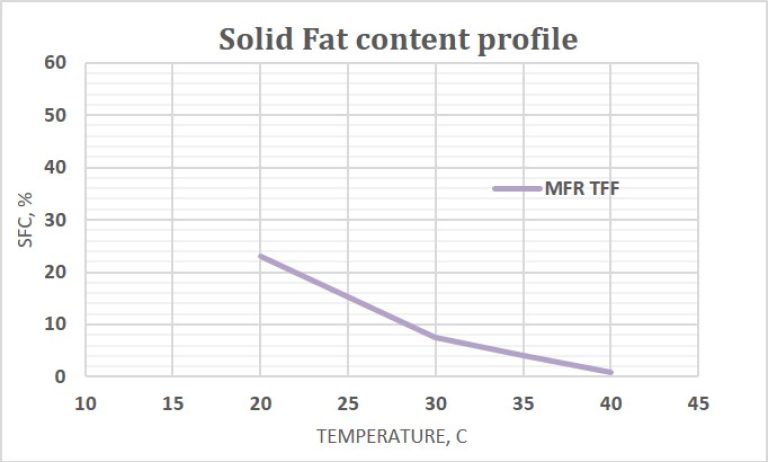 Solid Fat content profile
60
50
40
30
20
10
0
SFC, %
MFR TFF
10 15 20 25 30 35 40 45
TEMPERATURE, C